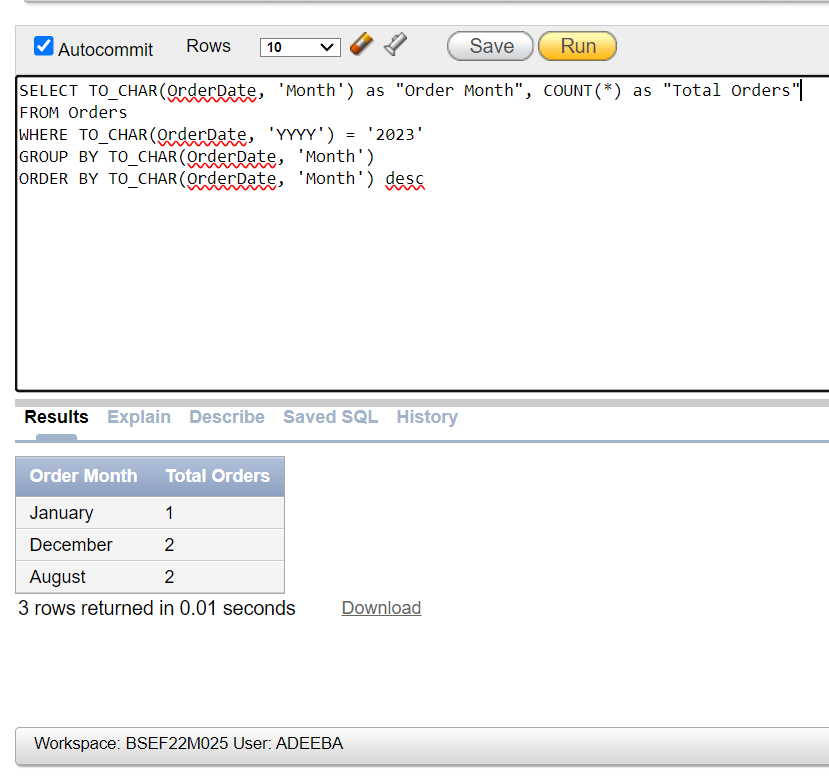 Autocommit Rows 10 Save Run
SELECT TO_CHAR(OrderDate, 'Month') as "Order Month", COUNT(*) as "Total Orders"
FROM Orders
WHERE TO_CHAR(OrderDate, 'YYYY') = '2023'
GROUP BY TO_CHAR(OrderDate, 'Month')
ORDER BY TO_CHAR(OrderDate, 'Month') desc
Results Explain Describe Saved SQL History
Order Month Total Orders
January 1
December 2
August 2
3 rows returned in 0.01 seconds Download
Workspace: BSEF22M025 User: ADEEBA